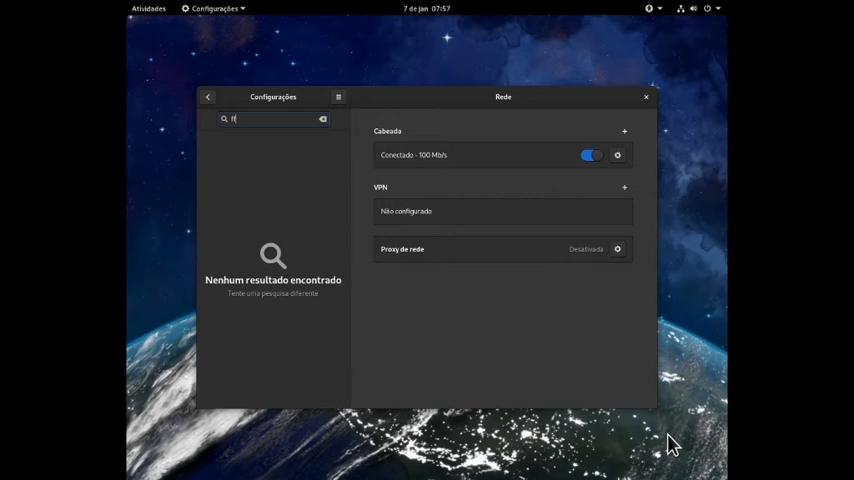 Atividades
Configurações
7 de jan 07:57
Configurações
Rede
ff
Cabeada
Conectado - 100 Mb/s
VPN
Não configurado
Nenhum resultado encontrado
Tente uma pesquisa diferente
Proxy de rede
Desativada